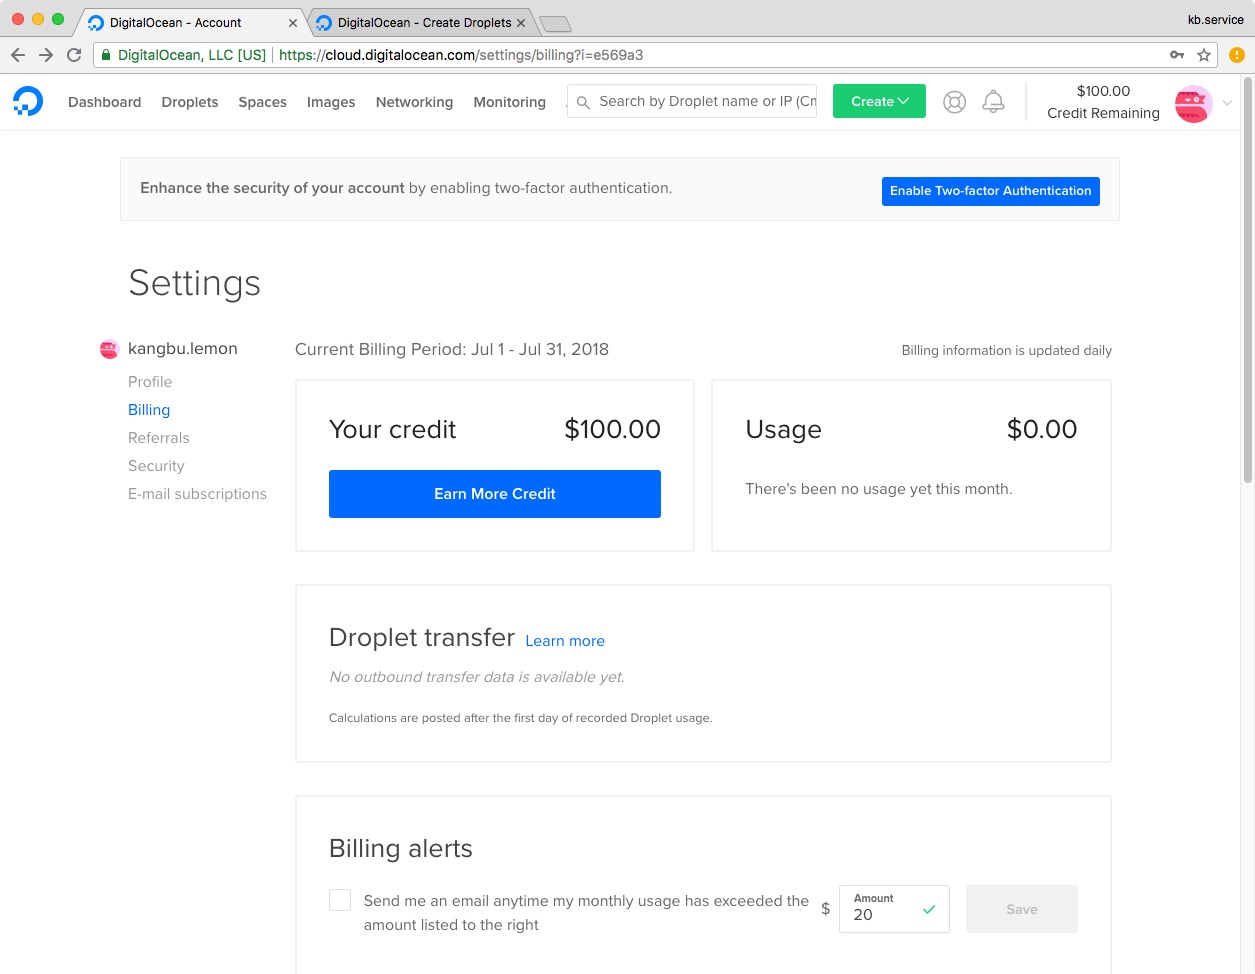 DigitalOcean - Account
DigitalOcean - Create Droplets
kb.service
DigitalOcean, LLC [US] https://cloud.digitalocean.com/settings/billing?i=e569a3
Dashboard Droplets Spaces Images Networking Monitoring
Search by Droplet name or IP (Cm
Create
$100.00
Credit Remaining
Enhance the security of your account by enabling two-factor authentication.
Enable Two-factor Authentication
Settings
kangbu.lemon
Profile
Billing
Referrals
Security
E-mail subscriptions
Current Billing Period: Jul 1 - Jul 31, 2018
Billing information is updated daily
Your credit $100.00
Earn More Credit
Usage $0.00
There's been no usage yet this month.
Droplet transfer Learn more
No outbound transfer data is available yet.
Calculations are posted after the first day of recorded Droplet usage.
Billing alerts
Send me an email anytime my monthly usage has exceeded the
amount listed to the right
$
Amount
20
Save